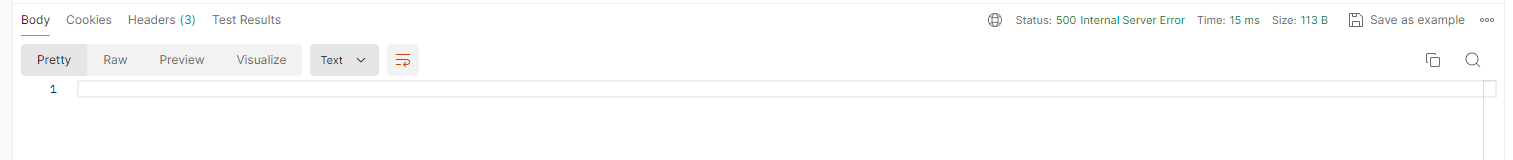 Body Cookies Headers (3) Test Results Status: 500 Internal Server Error Time: 15 ms Size: 113 B Save as example
Pretty Raw Preview Visualize Text
1